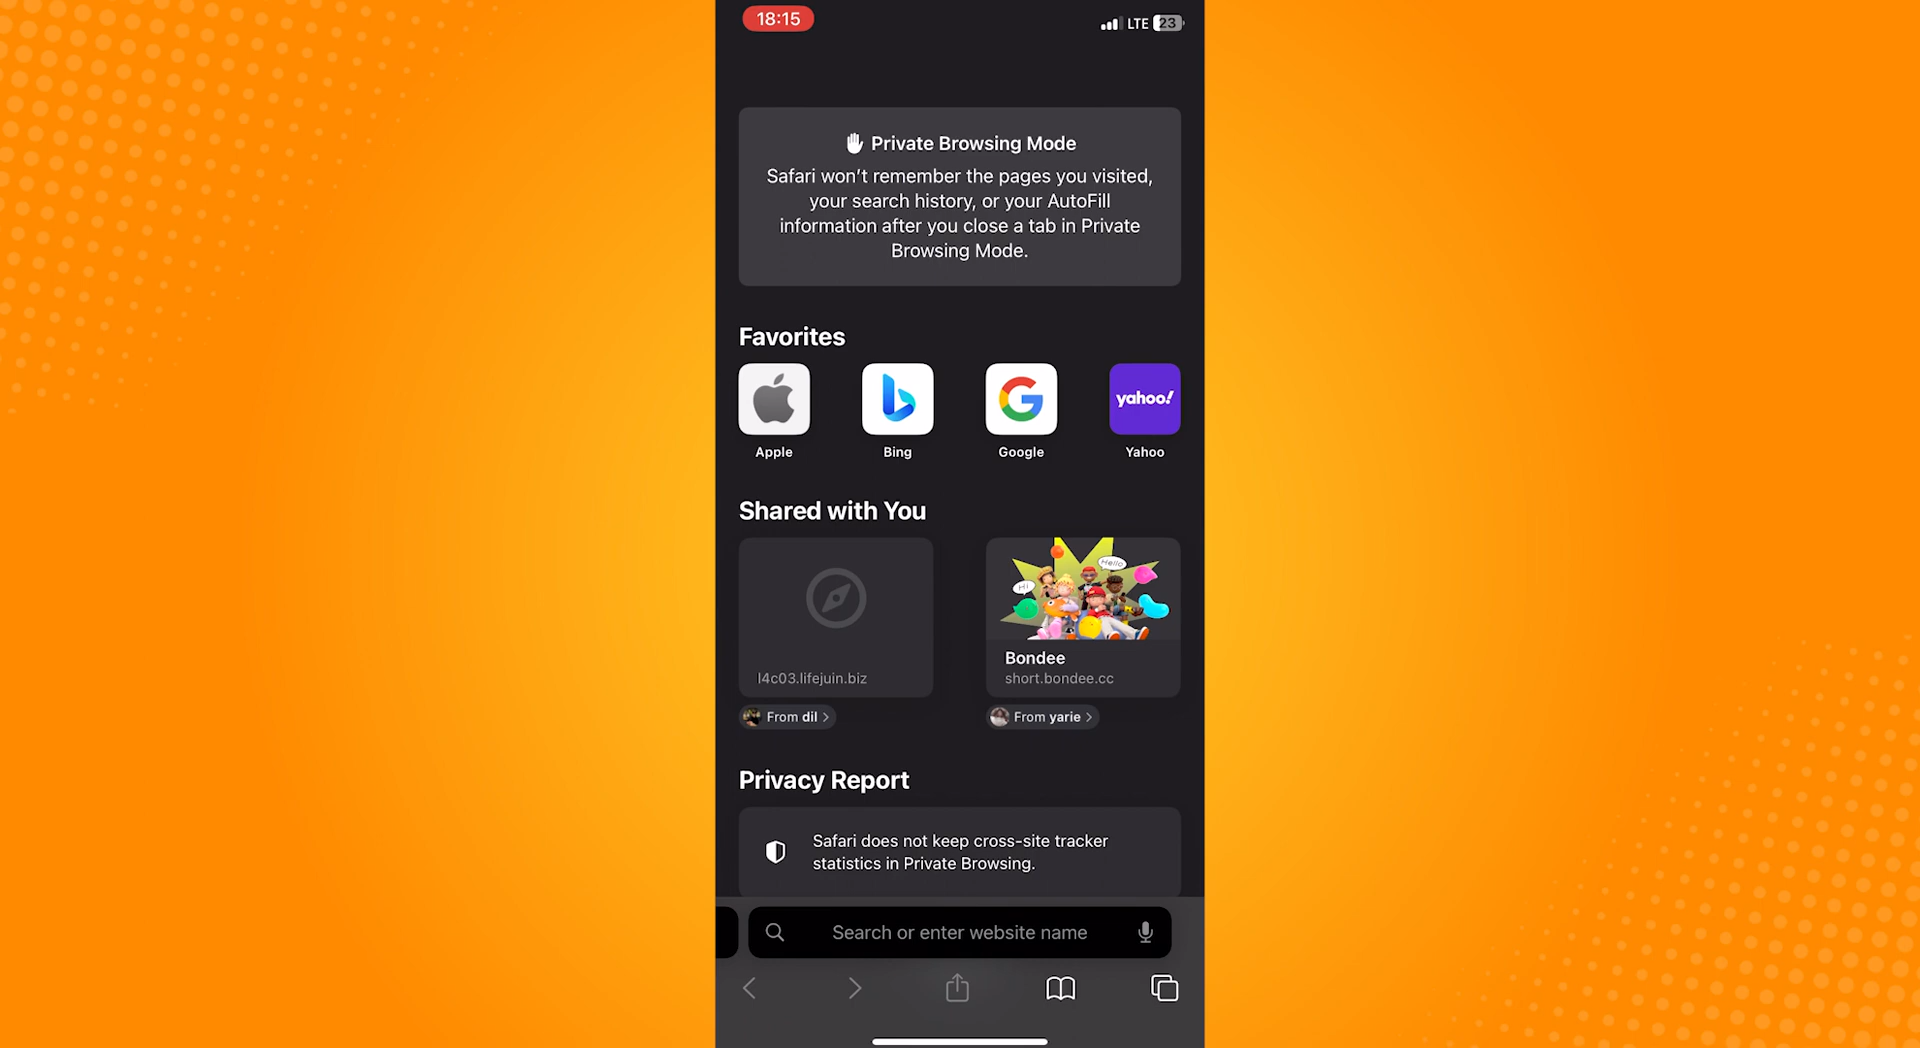 18:15
LTE 23
Private Browsing Mode
Safari won't remember the pages you visited,
your search history, or your AutoFill
information after you close a tab in Private
Browsing Mode.
Favorites
yahoo!
Apple
Bing
Google
Yahoo
Shared with You
Hello
Hi
l4c03.lifejuin.biz
Bondee
short.bondee.cc
From dil
From yarie
Privacy Report
Safari does not keep cross-site tracker
statistics in Private Browsing.
Search or enter website name